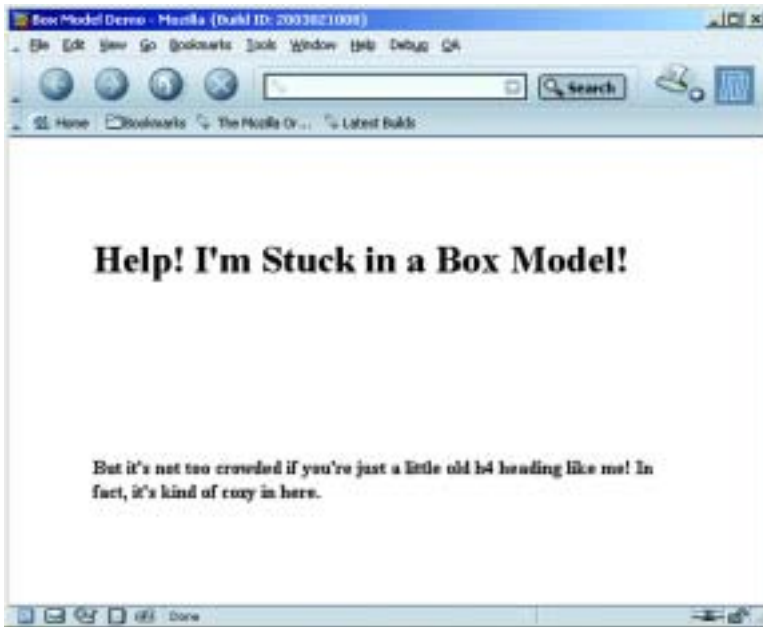 Box Model Demo - Mozilla {Build ID: 2003021008}
File Edit View Go Bookmarks Tools Window Help Debug QA
Search
Home Bookmarks The Mozilla Or... Latest Builds
Help! I'm Stuck in a Box Model!
But it's not too crowded if you're just a little old h4 heading like me! In
fact, it's kind of cozy in here.
Done